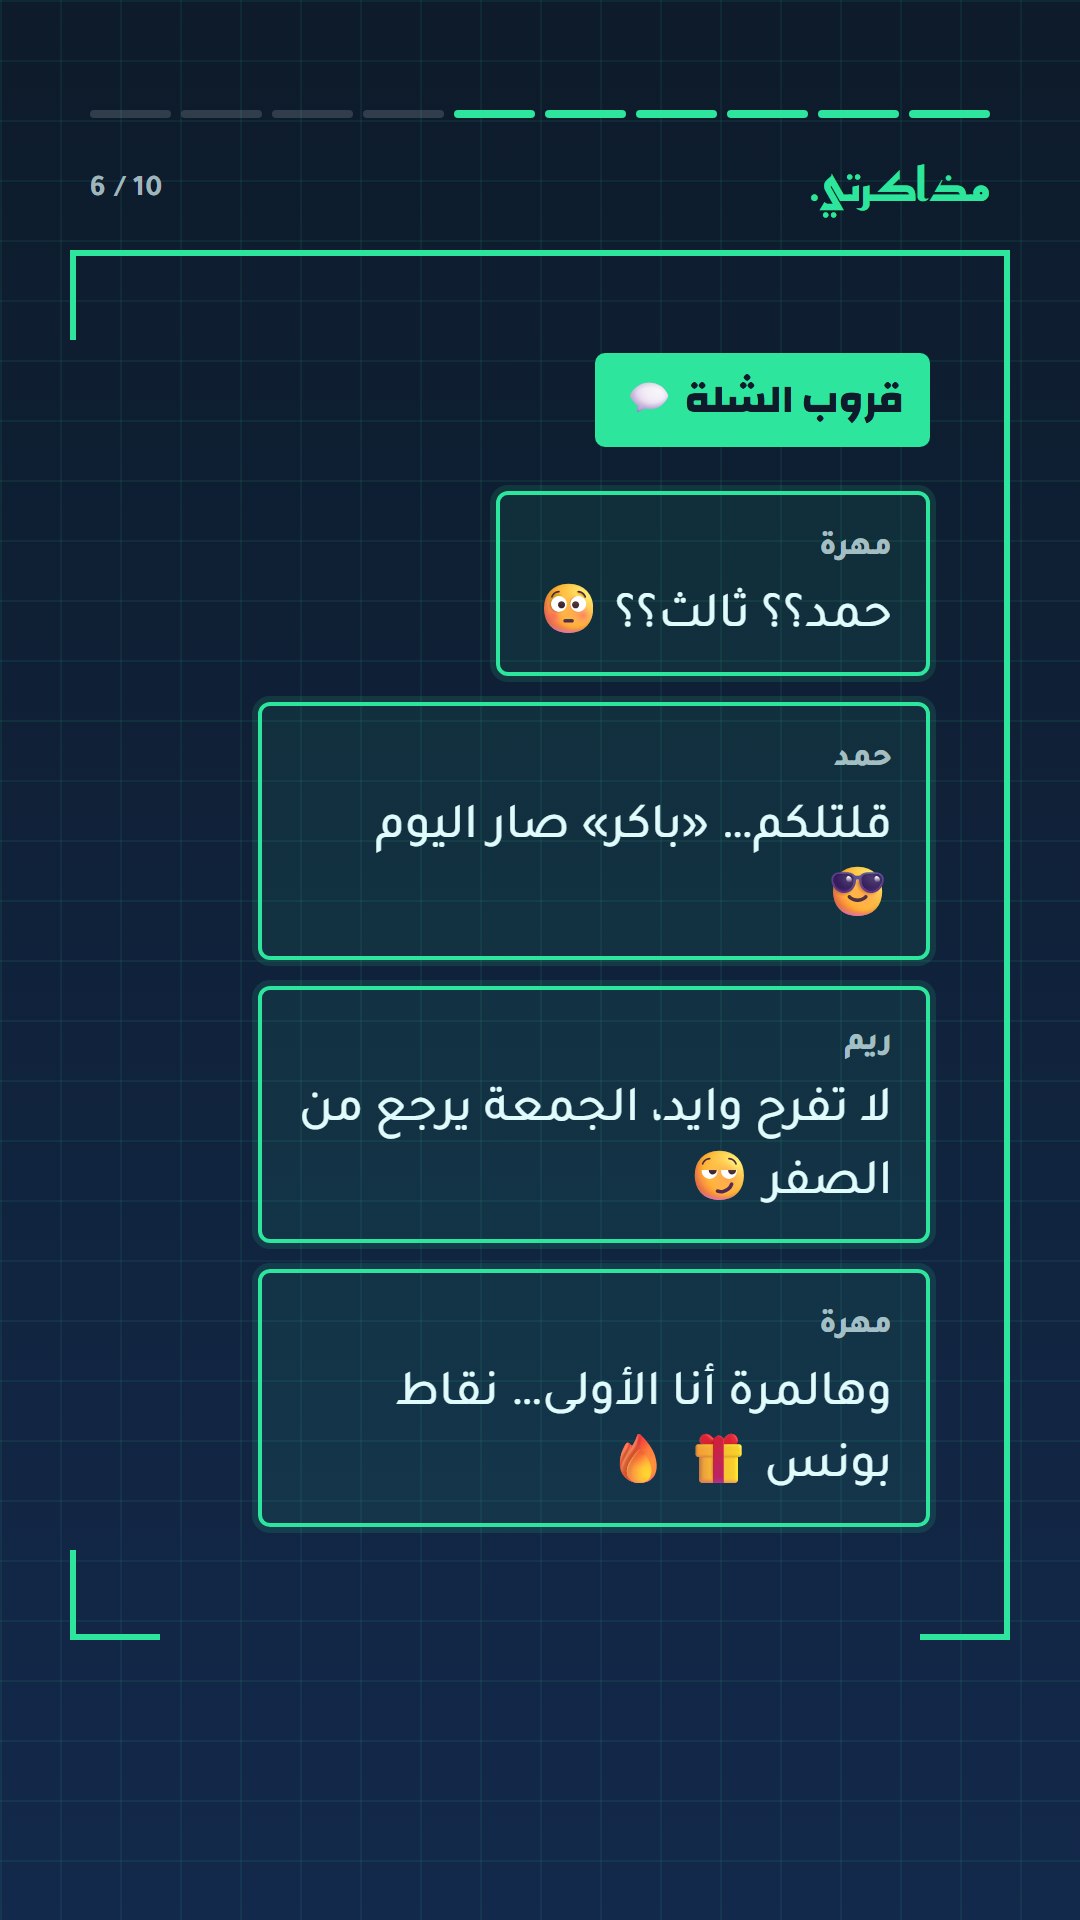 مذاكرتي.
6 / 10
قروب الشلة 💬
مهرة
حمد؟؟ ثالث؟؟ 😳
حمد
قلتلكم… «باكر» صار اليوم
😎
ريم
لا تفرح وايد، الجمعة يرجع من
الصفر 😏
مهرة
وهالمرة أنا الأولى… نقاط
بونس 🎁 🔥